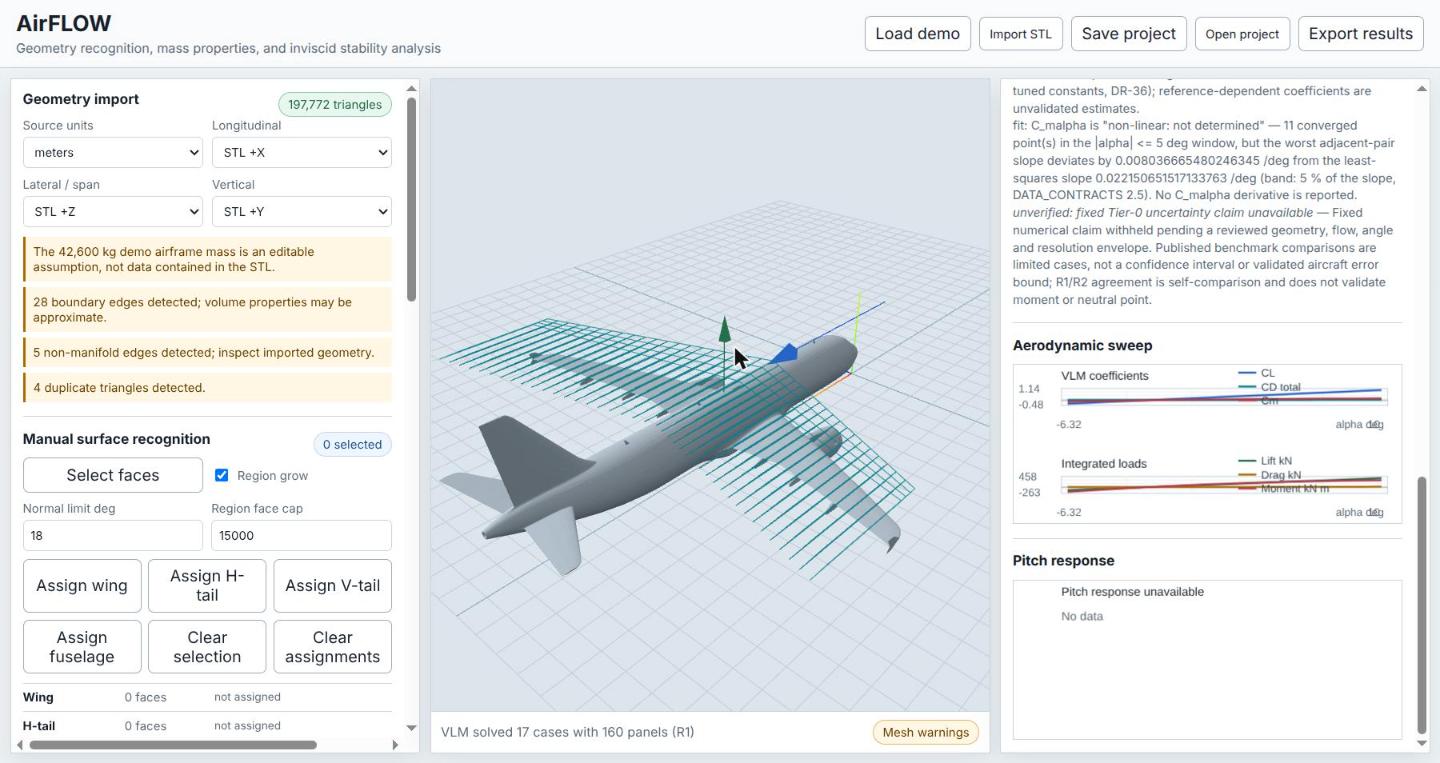 AirFLOW
Geometry recognition, mass properties, and inviscid stability analysis
Load demo
Import STL
Save project
Open project
Export results
Geometry import
197,772 triangles
Source units
Longitudinal
meters
STL +X
Lateral / span
Vertical
STL +Z
STL +Y
The 42,600 kg demo airframe mass is an editable
assumption, not data contained in the STL.
28 boundary edges detected; volume properties may be
approximate.
5 non-manifold edges detected; inspect imported geometry.
4 duplicate triangles detected.
Manual surface recognition
0 selected
Select faces
Region grow
Normal limit deg
Region face cap
18
15000
Assign wing
Assign H-
tail
Assign V-tail
Assign
fuselage
Clear
selection
Clear
assignments
Wing
0 faces
not assigned
H-tail
0 faces
not assigned
VLM solved 17 cases with 160 panels (R1)
Mesh warnings
tuned constants, DR-36); reference-dependent coefficients are
unvalidated estimates.
fit: C_malpha is "non-linear: not determined" — 11 converged
point(s) in the |alpha| <= 5 deg window, but the worst adjacent-pair
slope deviates by 0.008036665480246345 /deg from the least-
squares slope 0.022150651517133763 /deg (band: 5 % of the slope,
DATA_CONTRACTS 2.5). No C_malpha derivative is reported.
unverified: fixed Tier-0 uncertainty claim unavailable — Fixed
numerical claim withheld pending a reviewed geometry, flow, angle
and resolution envelope. Published benchmark comparisons are
limited cases, not a confidence interval or validated aircraft error
bound; R1/R2 agreement is self-comparison and does not validate
moment or neutral point.
Aerodynamic sweep
VLM coefficients
CL
CD total
Cm
1.14
-0.48
-6.32
alpha deg
10
Integrated loads
Lift kN
Drag kN
Moment kN m
458
-263
-6.32
alpha deg
10
Pitch response
Pitch response unavailable
No data